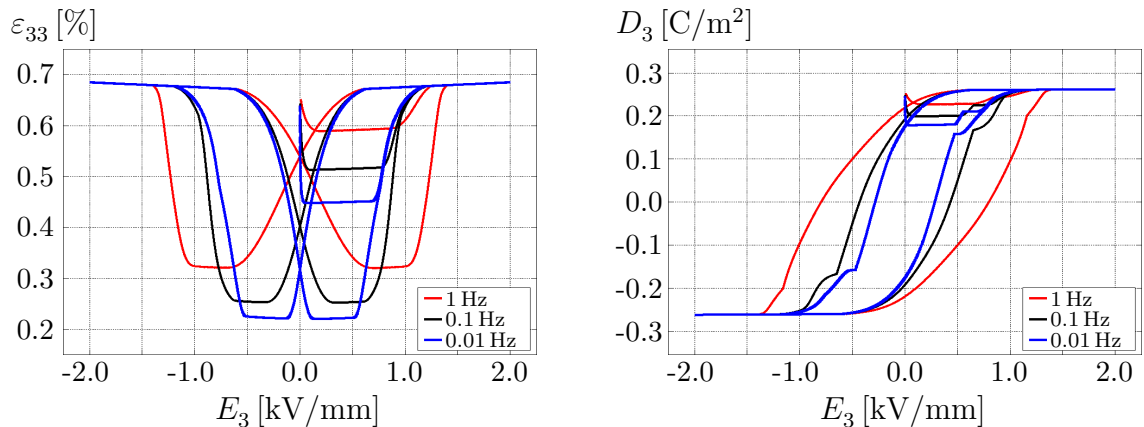 ε₃₃ [%]
0.7
0.6
0.5
0.4
0.3
0.2
1 Hz
0.1 Hz
0.01 Hz
-2.0 -1.0 0.0 1.0 2.0
E₃ [kV/mm]
D₃ [C/m²]
0.3
0.2
0.1
0.0
-0.1
-0.2
-0.3
1 Hz
0.1 Hz
0.01 Hz
-2.0 -1.0 0.0 1.0 2.0
E₃ [kV/mm]